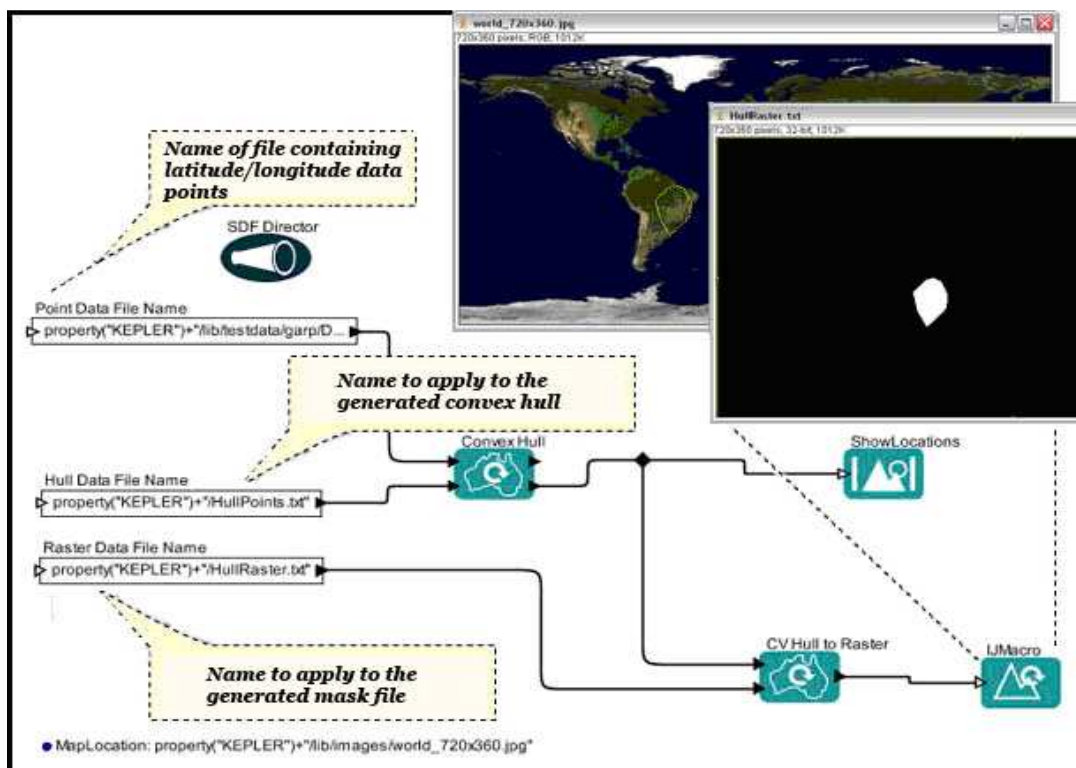 world_720x360.jpg
720x360 pixels, RGB, 1012K
HullRaster.txt
720x360 pixels, 32-bit, 1012K
Name of file containing
latitude/longitude data
points
SDF Director
Point Data File Name
property("KEPLER")+"/lib/testdata/garp/D...
Name to apply to the
generated convex hull
Convex Hull
ShowLocations
Hull Data File Name
property("KEPLER")+"/HullPoints.txt"
Raster Data File Name
property("KEPLER")+"/HullRaster.txt"
CV Hull to Raster
IJMacro
Name to apply to the
generated mask file
MapLocation: property("KEPLER")+"/lib/images/world_720x360.jpg"